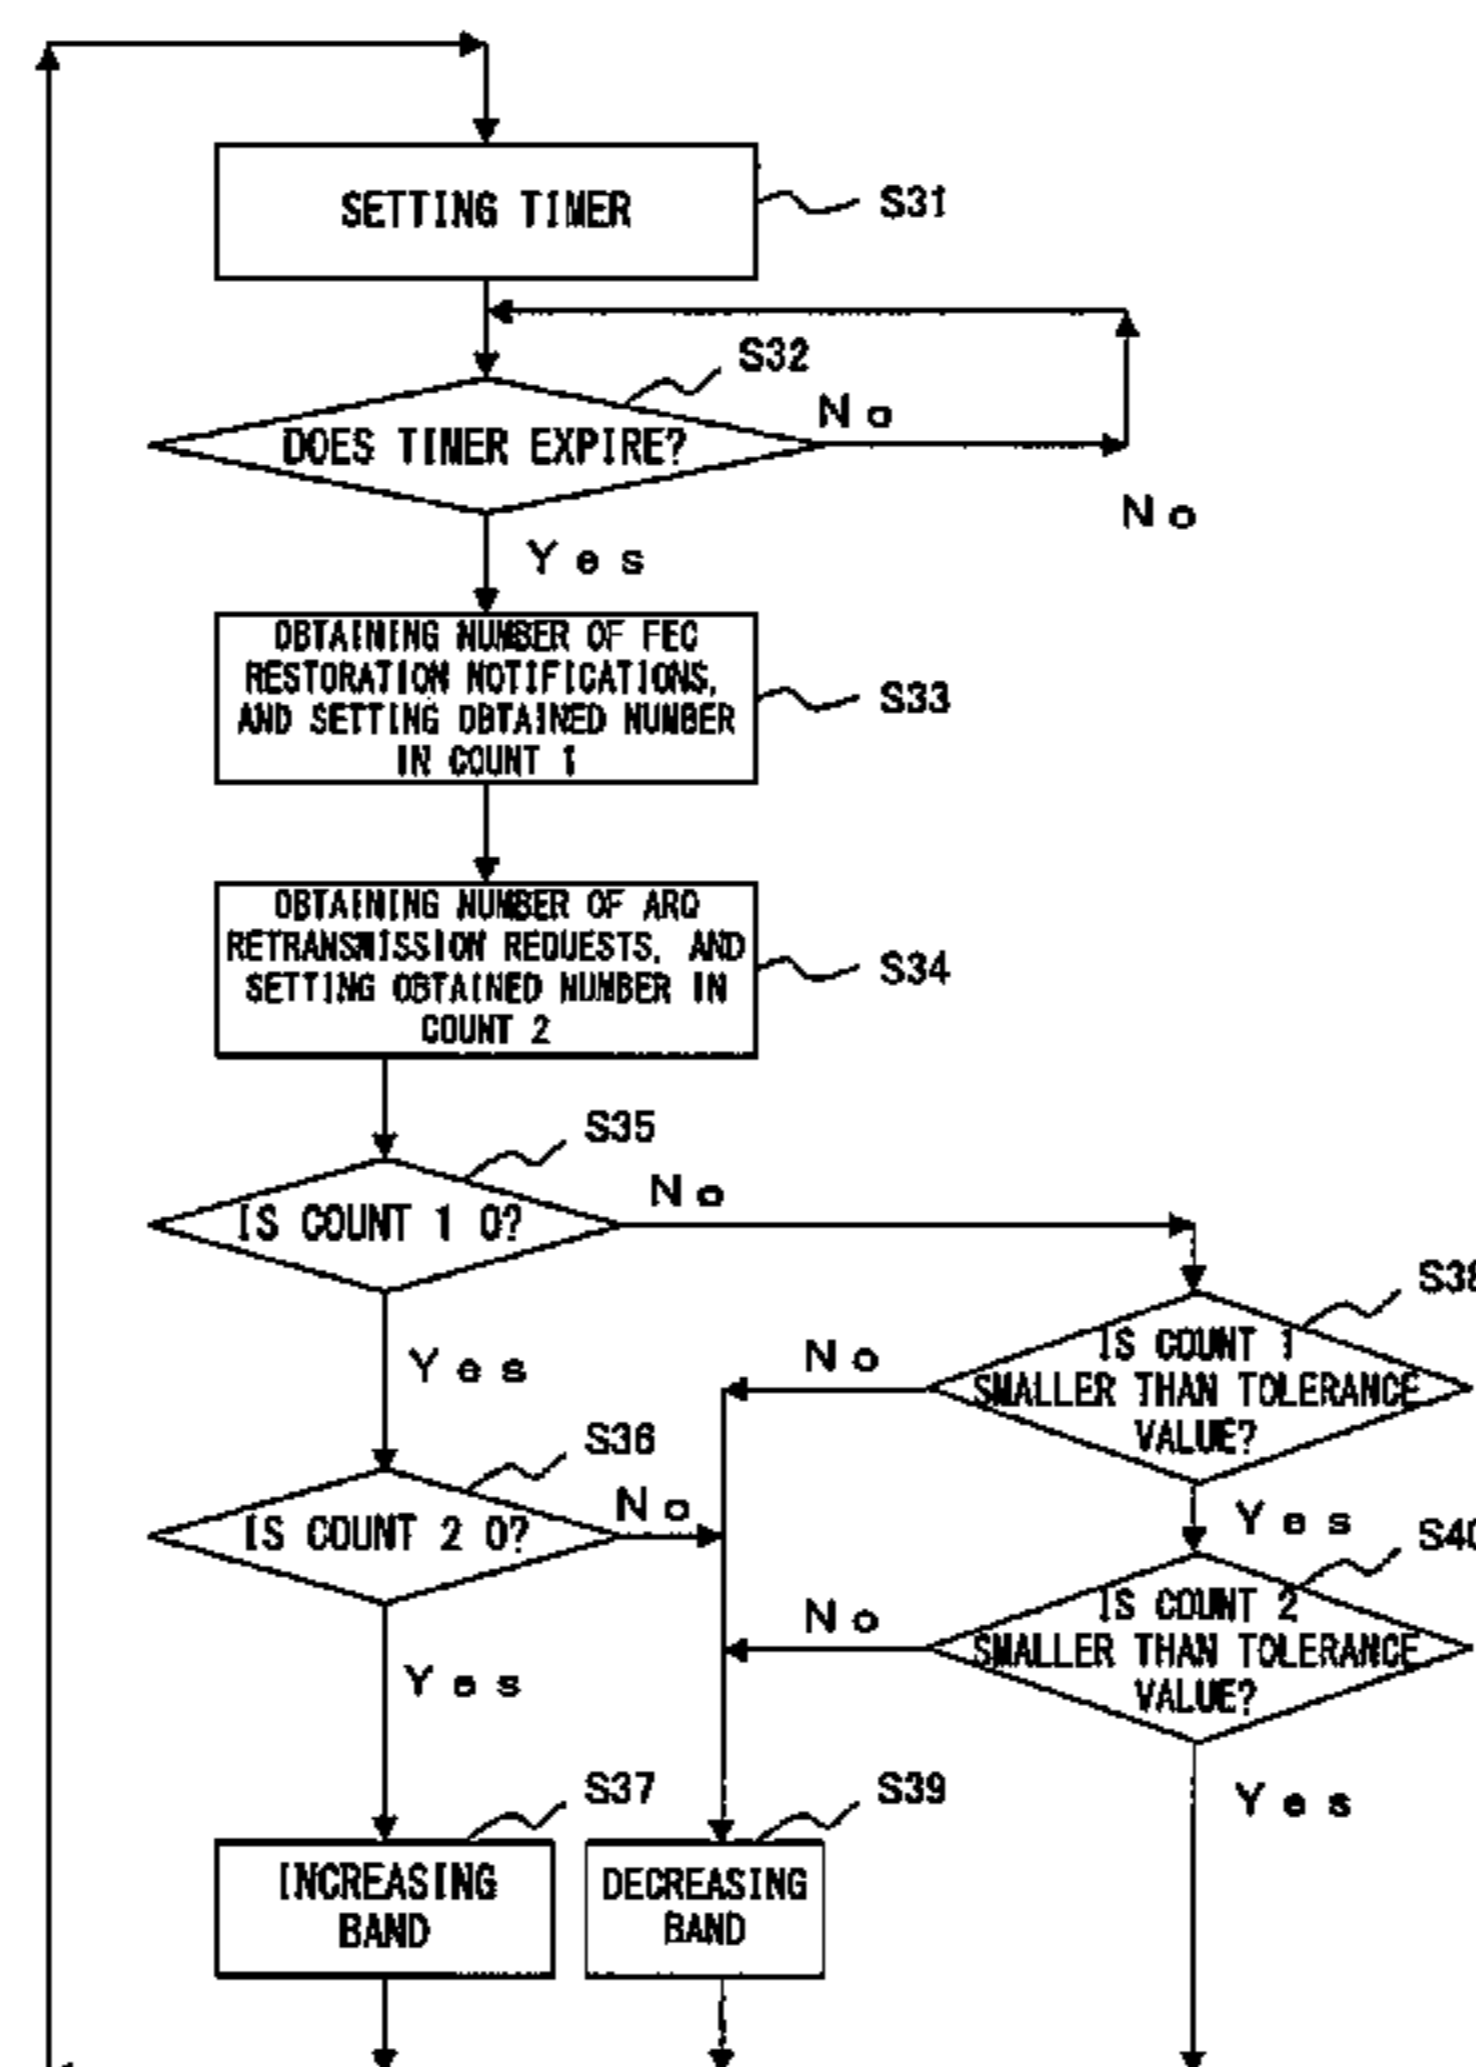 SETTING TIMER
S31
S32
DOES TIMER EXPIRE?
No
No
Yes
OBTAINING NUMBER OF FEC
RESTORATION NOTIFICATIONS,
AND SETTING OBTAINED NUMBER
IN COUNT 1
S33
OBTAINING NUMBER OF ARQ
RETRANSMISSION REQUESTS, AND
SETTING OBTAINED NUMBER IN
COUNT 2
S34
S35
IS COUNT 1 0?
No
Yes
S38
IS COUNT 1
SMALLER THAN TOLERANCE
VALUE?
No
Yes
S36
IS COUNT 2 0?
No
Yes
S40
IS COUNT 2
SMALLER THAN TOLERANCE
VALUE?
No
Yes
S37
INCREASING
BAND
S39
DECREASING
BAND